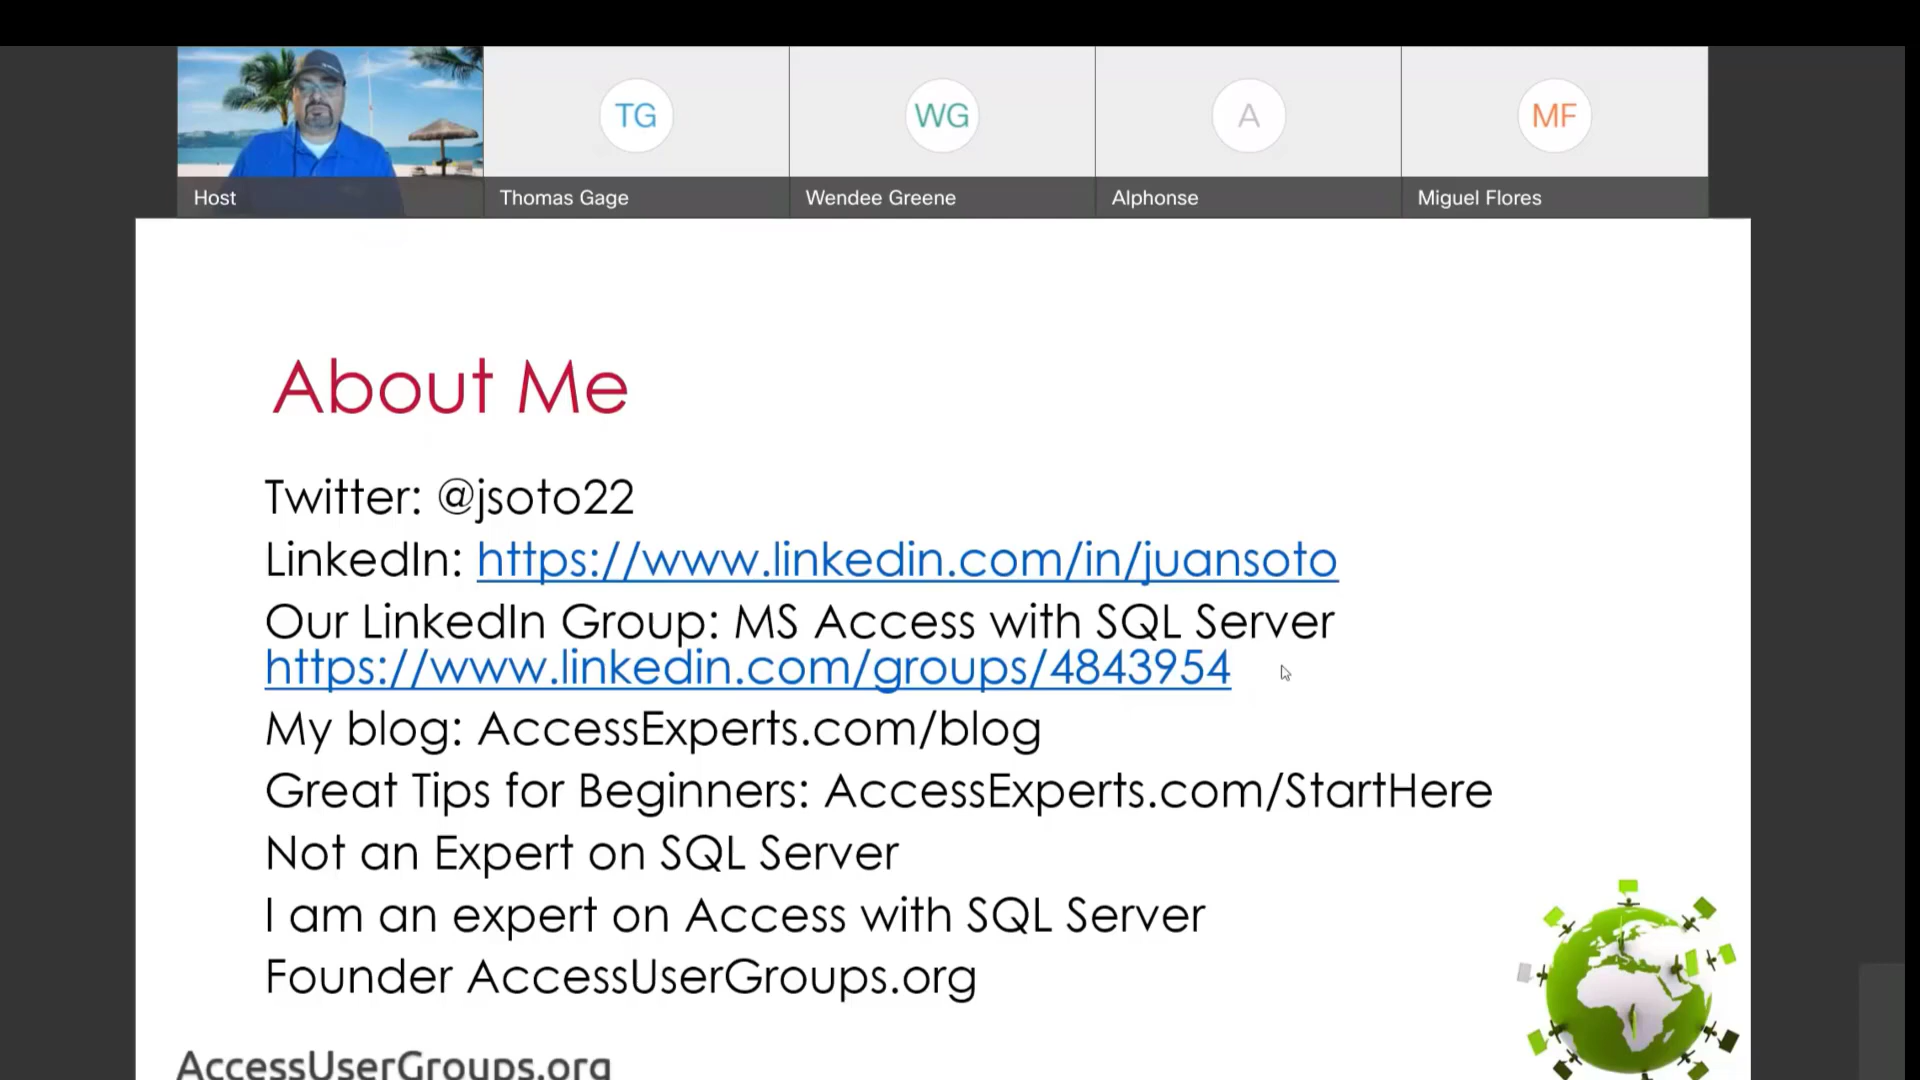 TG
WG
A
MF
Host
Thomas Gage
Wendee Greene
Alphonse
Miguel Flores
About Me
Twitter: @jsoto22
LinkedIn: https://www.linkedin.com/in/juansoto
Our LinkedIn Group: MS Access with SQL Server
https://www.linkedin.com/groups/4843954
My blog: AccessExperts.com/blog
Great Tips for Beginners: AccessExperts.com/StartHere
Not an Expert on SQL Server
I am an expert on Access with SQL Server
Founder AccessUserGroups.org
AccessUserGroups.org